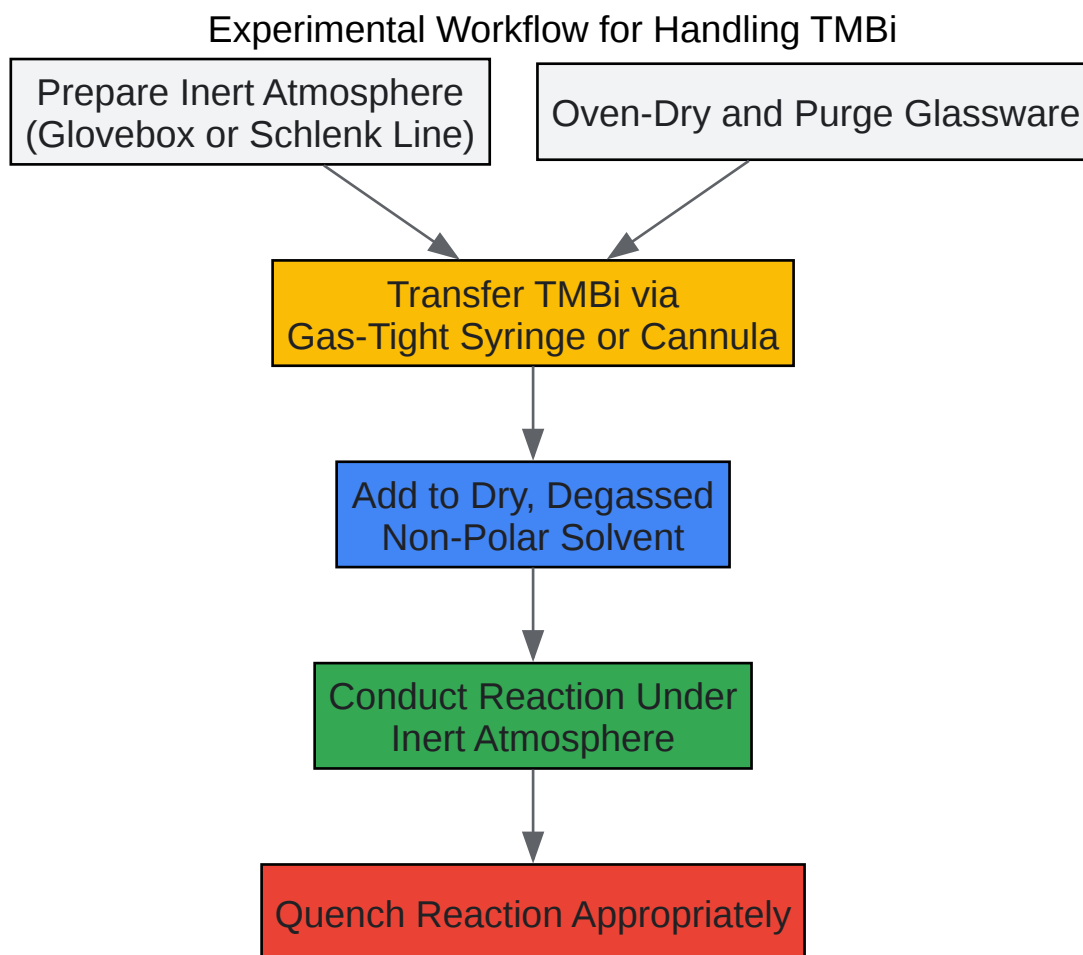 Experimental Workflow for Handling TMBi
Prepare Inert Atmosphere
(Glovebox or Schlenk Line)
Oven-Dry and Purge Glassware
Transfer TMBi via
Gas-Tight Syringe or Cannula
Add to Dry, Degassed
Non-Polar Solvent
Conduct Reaction Under
Inert Atmosphere
Quench Reaction Appropriately